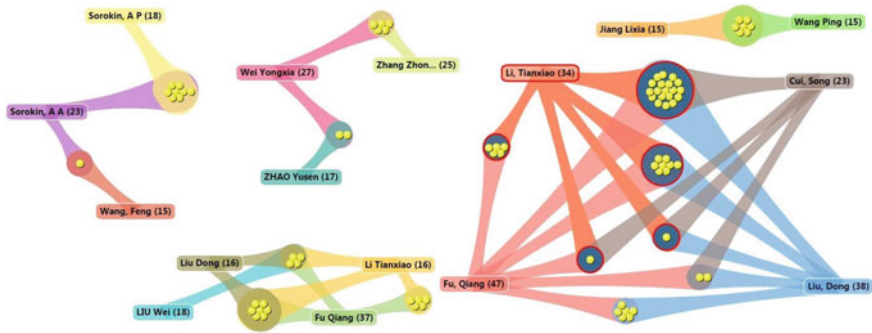 Sorokin, A P (18)
Jiang Lixia (15)
Wang Ping (15)
Wei Yongxia (27)
Zhang Zhon... (25)
Li, Tianxiao (34)
Cui, Song (23)
Sorokin, A A (23)
ZHAO Yusen (17)
Wang, Feng (15)
Liu Dong (16)
Li Tianxiao (16)
Fu, Qiang (47)
Liu, Dong (38)
LIU Wei (18)
Fu Qiang (37)